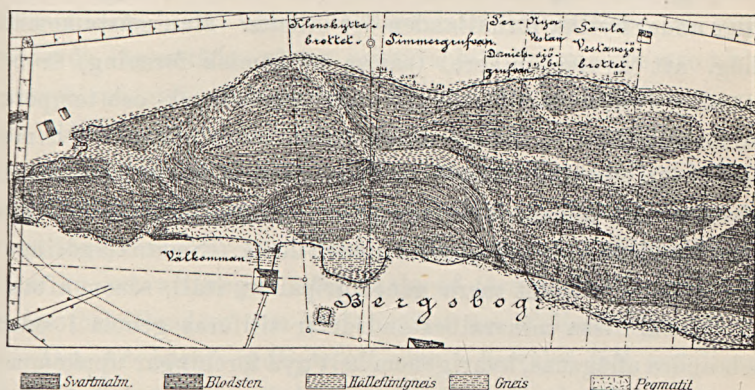 Klenskytte-
brottet.
Timmergrufvan.
Per-
Daniels-
grufvan
Nya
Vestan-
sjö-
br.
Gamla
Vestansjö-
brottet.
Välkomman.
Bergsbogr.
Svartmalm.
Blodsten
Hälleflintgneis
Gneis
Pegmatit